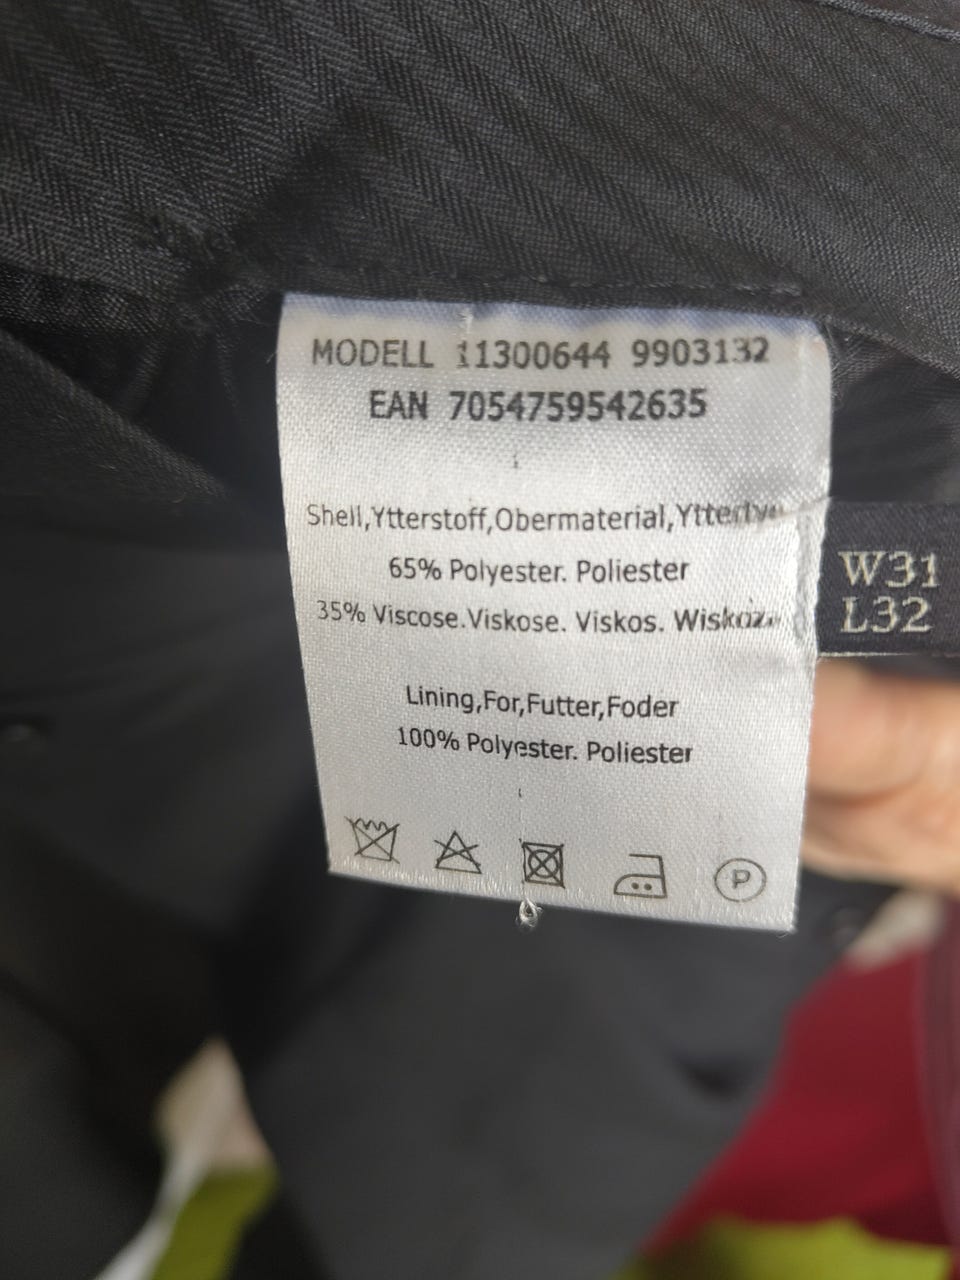 MODELL 11300644 9903132
EAN 7054759542635
Shell,Ytterstoff,Obermaterial,
65% Polyester. Poliester
35% Viscose.Viskose. Viskos. Wiskoza
Lining,For,Futter,Foder
100% Polyester. Poliester
P
W31
L32